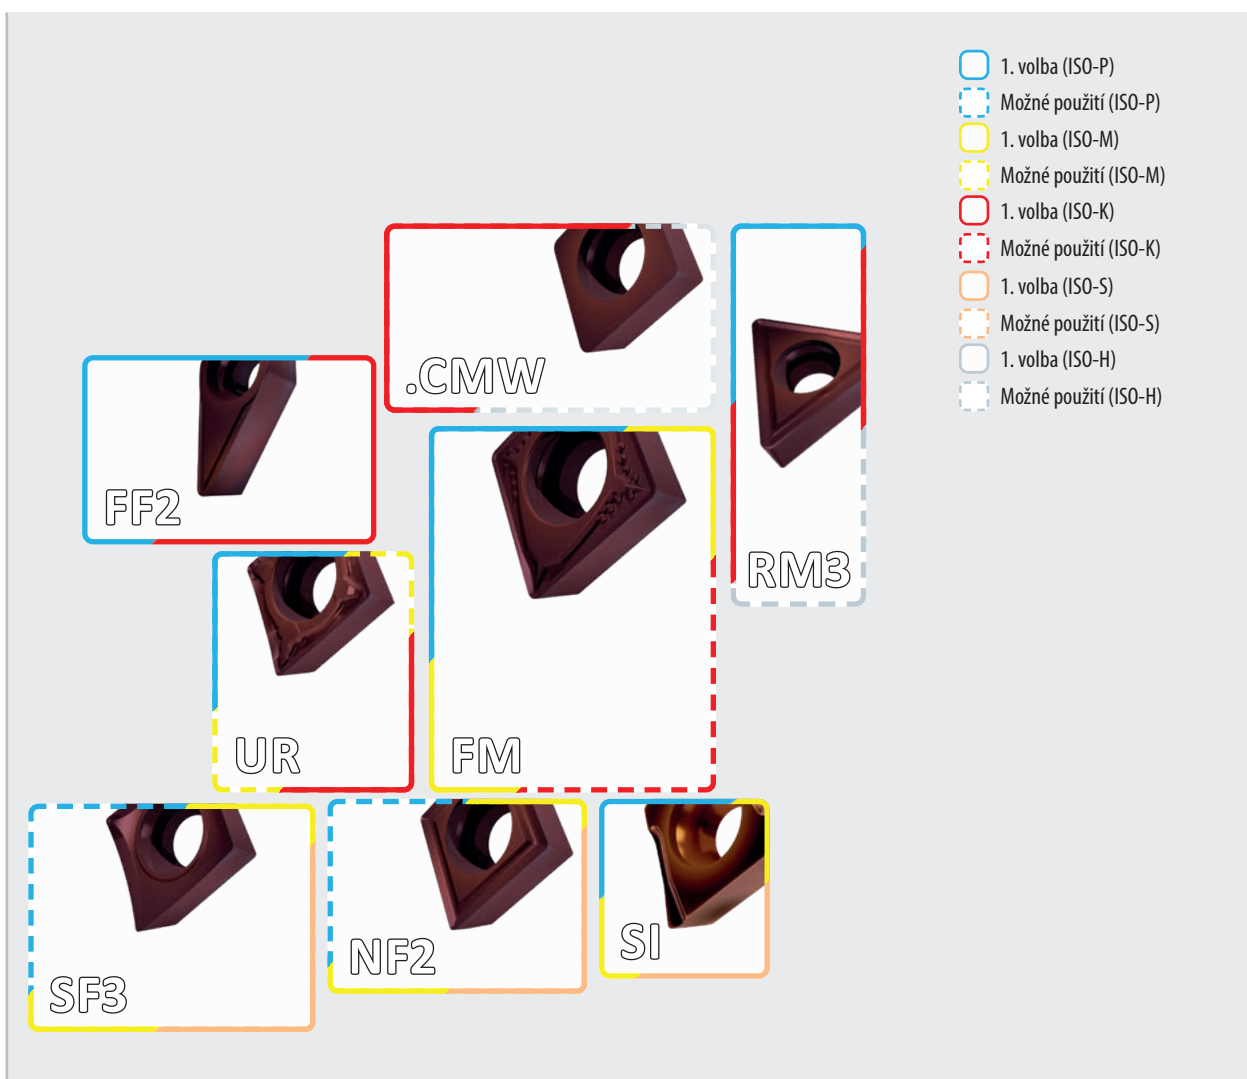 1. volba (ISO-P)
Možné použití (ISO-P)
1. volba (ISO-M)
Možné použití (ISO-M)
1. volba (ISO-K)
Možné použití (ISO-K)
1. volba (ISO-S)
Možné použití (ISO-S)
1. volba (ISO-H)
Možné použití (ISO-H)
.CMW
FF2
RM3
UR
FM
SF3
NF2
SI